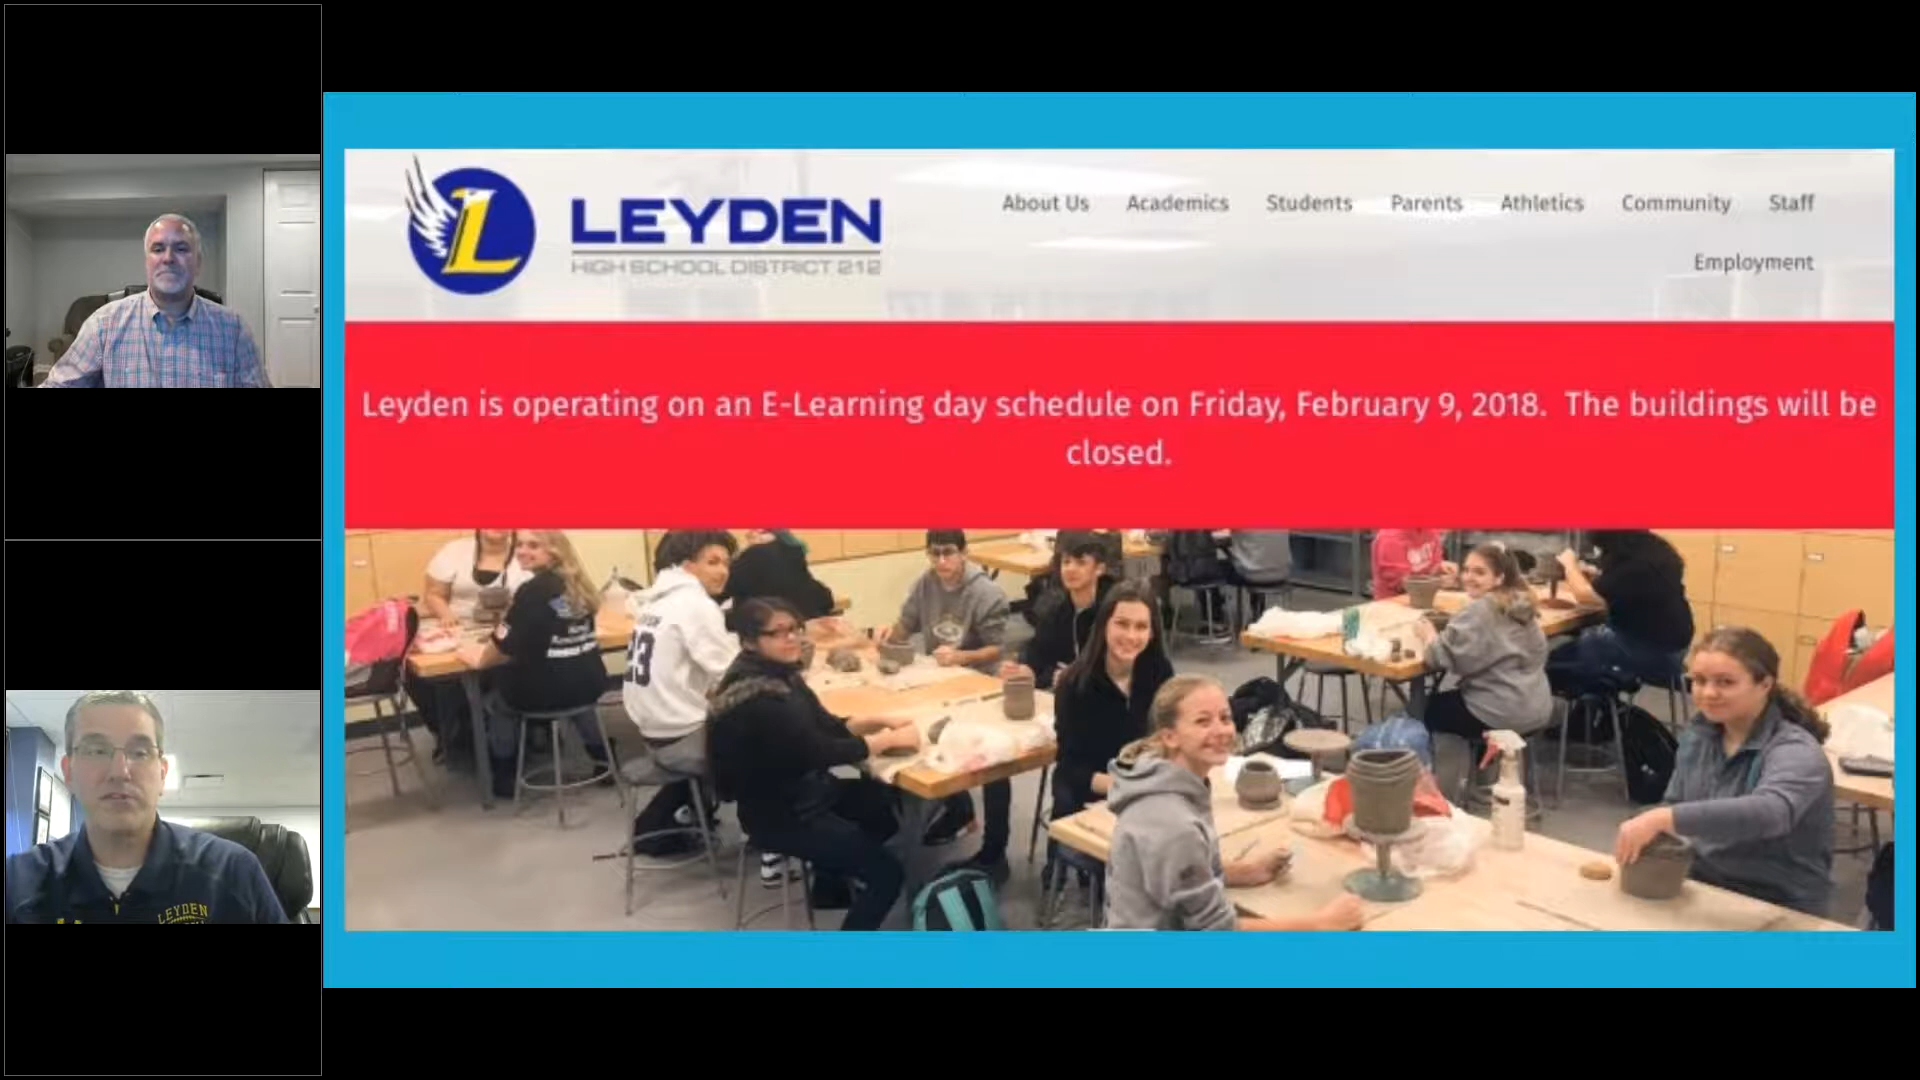 L
LEYDEN
HIGH SCHOOL DISTRICT 212
About Us Academics Students Parents Athletics Community Staff
Employment
Leyden is operating on an E-Learning day schedule on Friday, February 9, 2018. The buildings will be
closed.
23
LEYDEN